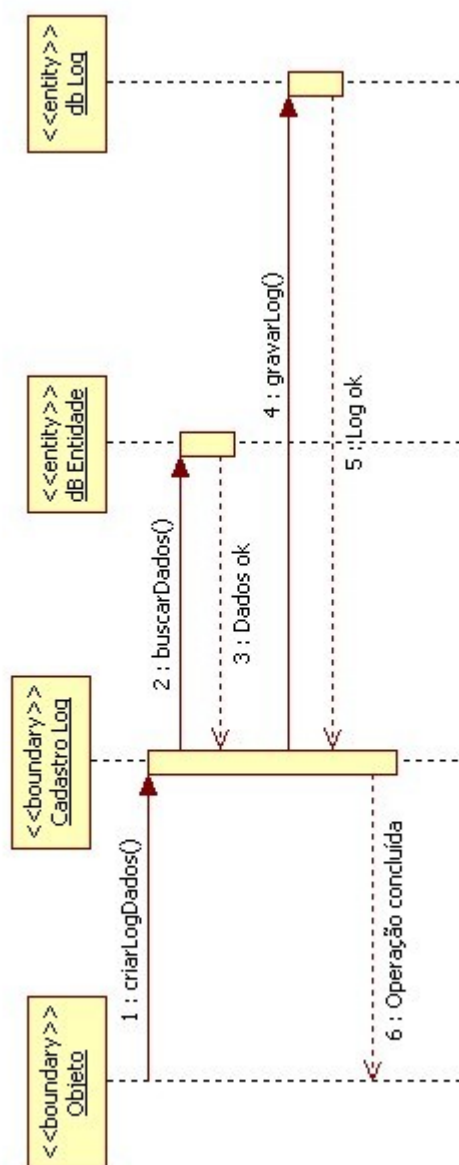 <<boundary>>
Objeto
<<boundary>>
Cadastro Log
<<entity>>
dB Entidade
<<entity>>
db Log
1 : criarLogDados()
2 : buscarDados()
3 : Dados ok
4 : gravarLog()
5 ::Log ok
6 : Operação concluída